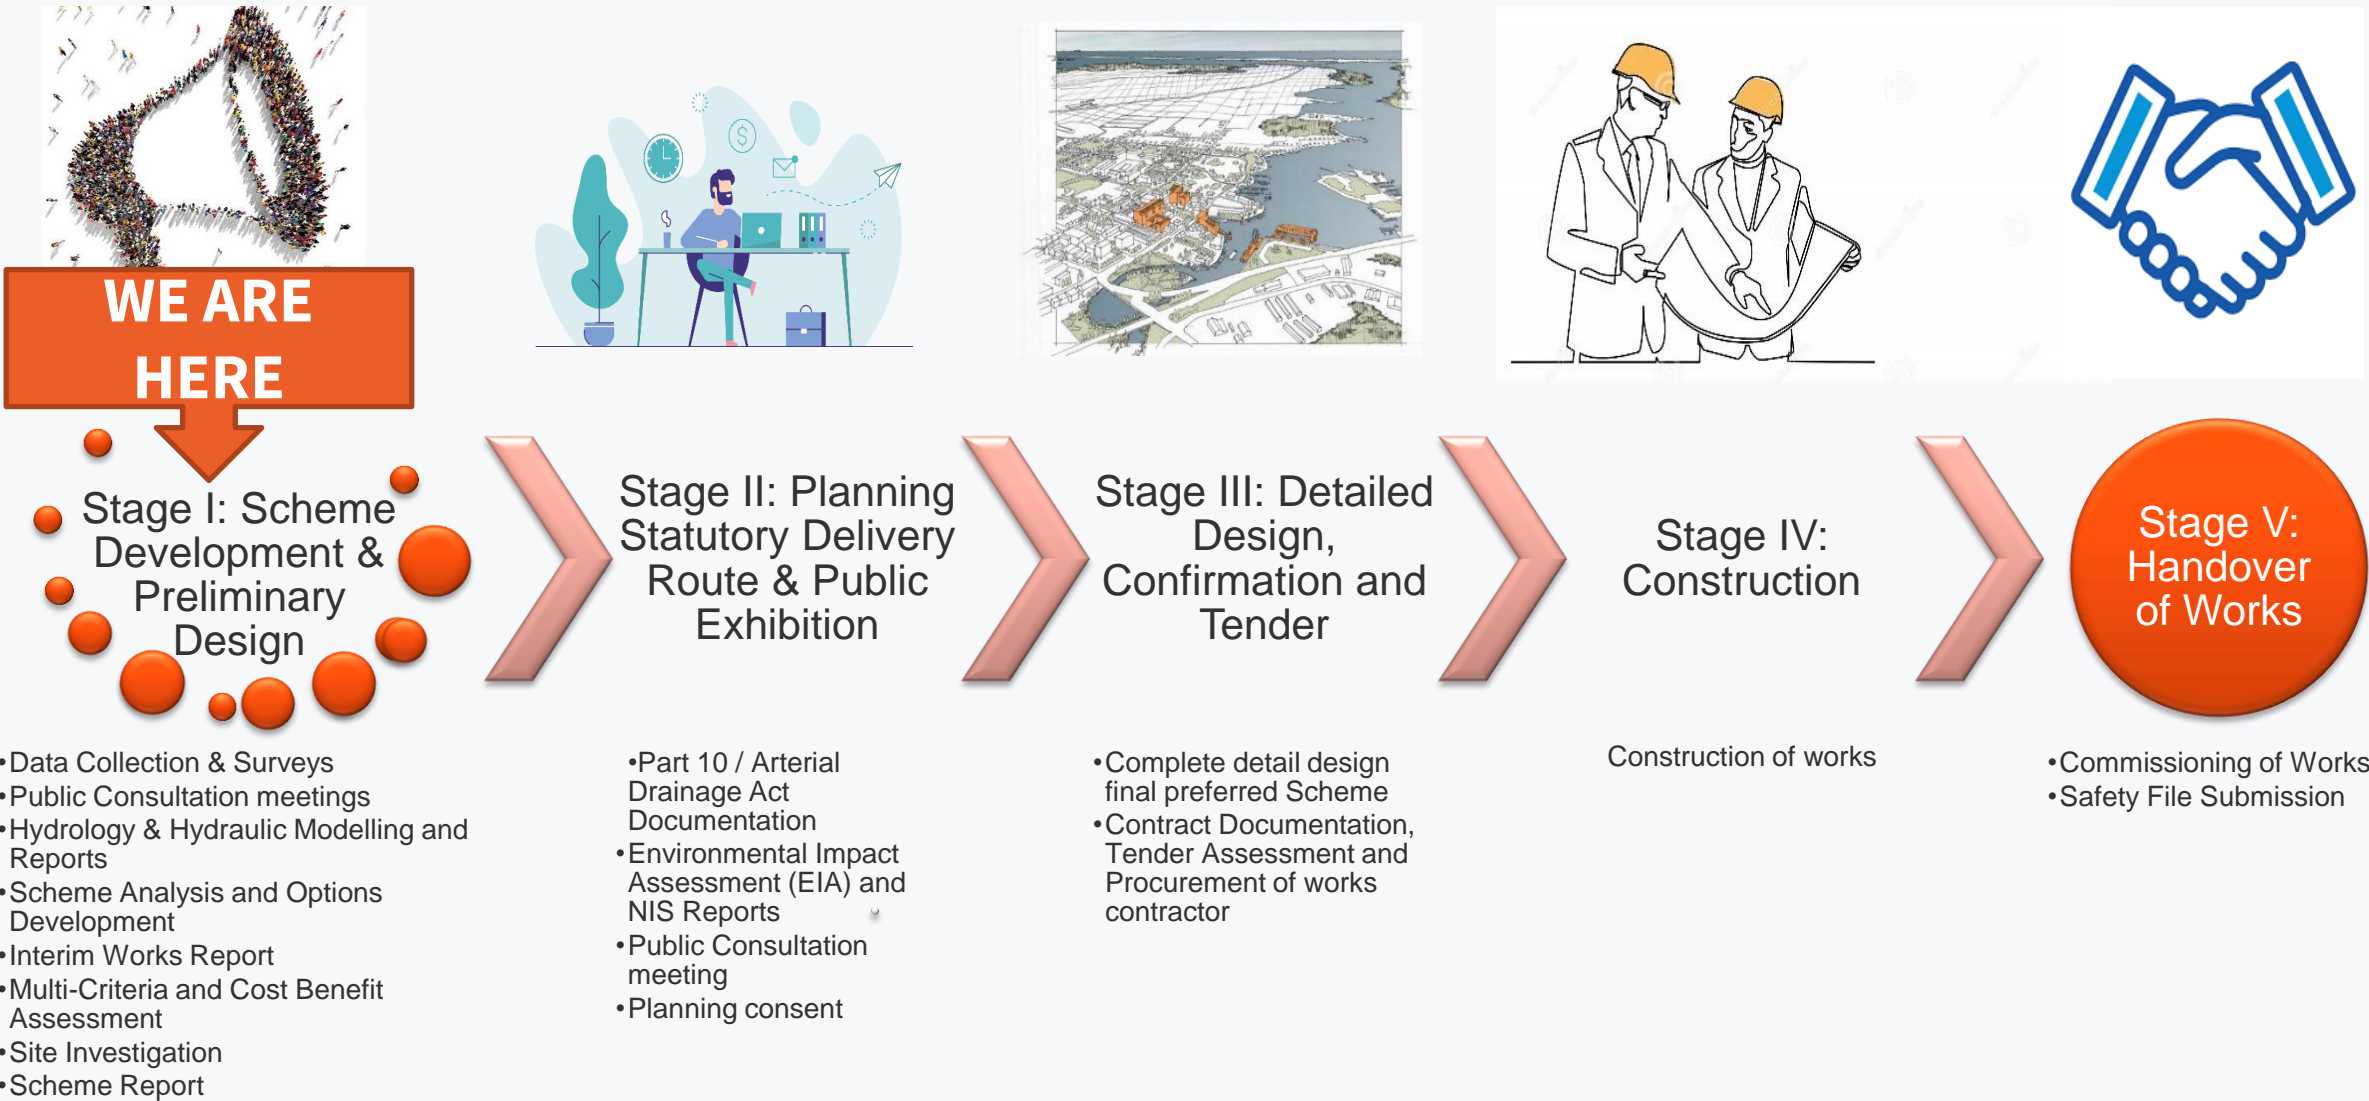 WE ARE
HERE
Stage I: Scheme
Development &
Preliminary
Design
•Data Collection & Surveys
•Public Consultation meetings
•Hydrology & Hydraulic Modelling and
Reports
•Scheme Analysis and Options
Development
•Interim Works Report
•Multi-Criteria and Cost Benefit
Assessment
•Site Investigation
•Scheme Report
Stage II: Planning
Statutory Delivery
Route & Public
Exhibition
•Part 10 / Arterial
Drainage Act
Documentation
•Environmental Impact
Assessment (EIA) and
NIS Reports
•Public Consultation
meeting
•Planning consent
Stage III: Detailed
Design,
Confirmation and
Tender
•Complete detail design
final preferred Scheme
•Contract Documentation,
Tender Assessment and
Procurement of works
contractor
Stage IV:
Construction
Construction of works
Stage V:
Handover
of Works
•Commissioning of Works
•Safety File Submission